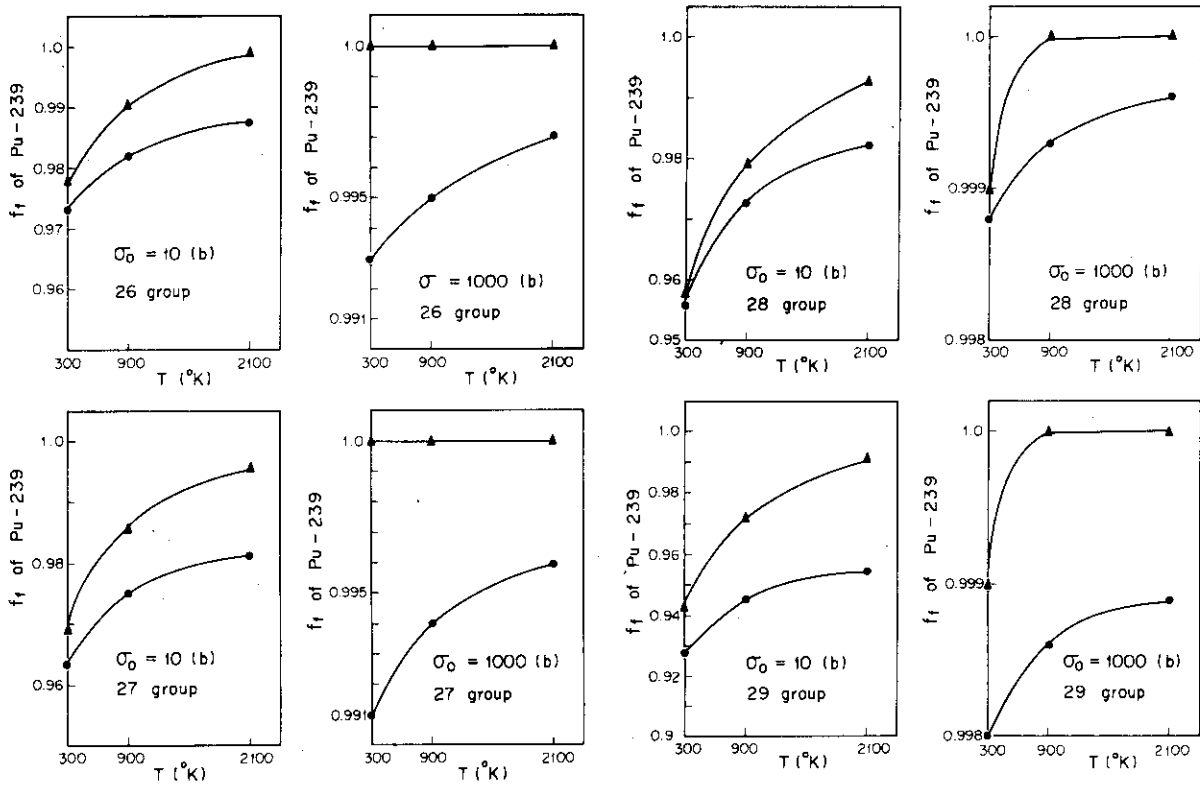 f_f of Pu-239
1.0
0.99
0.98
0.97
0.96
σ₀ = 10 (b)
26 group
300 900 2100
T (°K)
f_f of Pu-239
1.0
0.995
0.991
σ = 1000 (b)
26 group
300 900 2100
T (°K)
f_f of Pu-239
1.0
0.98
0.96
0.95
σ₀ = 10 (b)
28 group
300 900 2100
T (°K)
f_f of Pu-239
1.0
0.999
0.998
σ₀ = 1000 (b)
28 group
300 900 2100
T (°K)
f_f of Pu-239
1.0
0.98
0.96
σ₀ = 10 (b)
27 group
300 900 2100
T (°K)
f_f of Pu-239
1.0
0.995
0.991
σ₀ = 1000 (b)
27 group
300 900 2100
T (°K)
f_f of Pu-239
1.0
0.98
0.96
0.94
0.92
0.9
σ₀ = 10 (b)
29 group
300 900 2100
T (°K)
f_f of Pu-239
1.0
0.999
0.998
σ₀ = 1000 (b)
29 group
300 900 2100
T (°K)